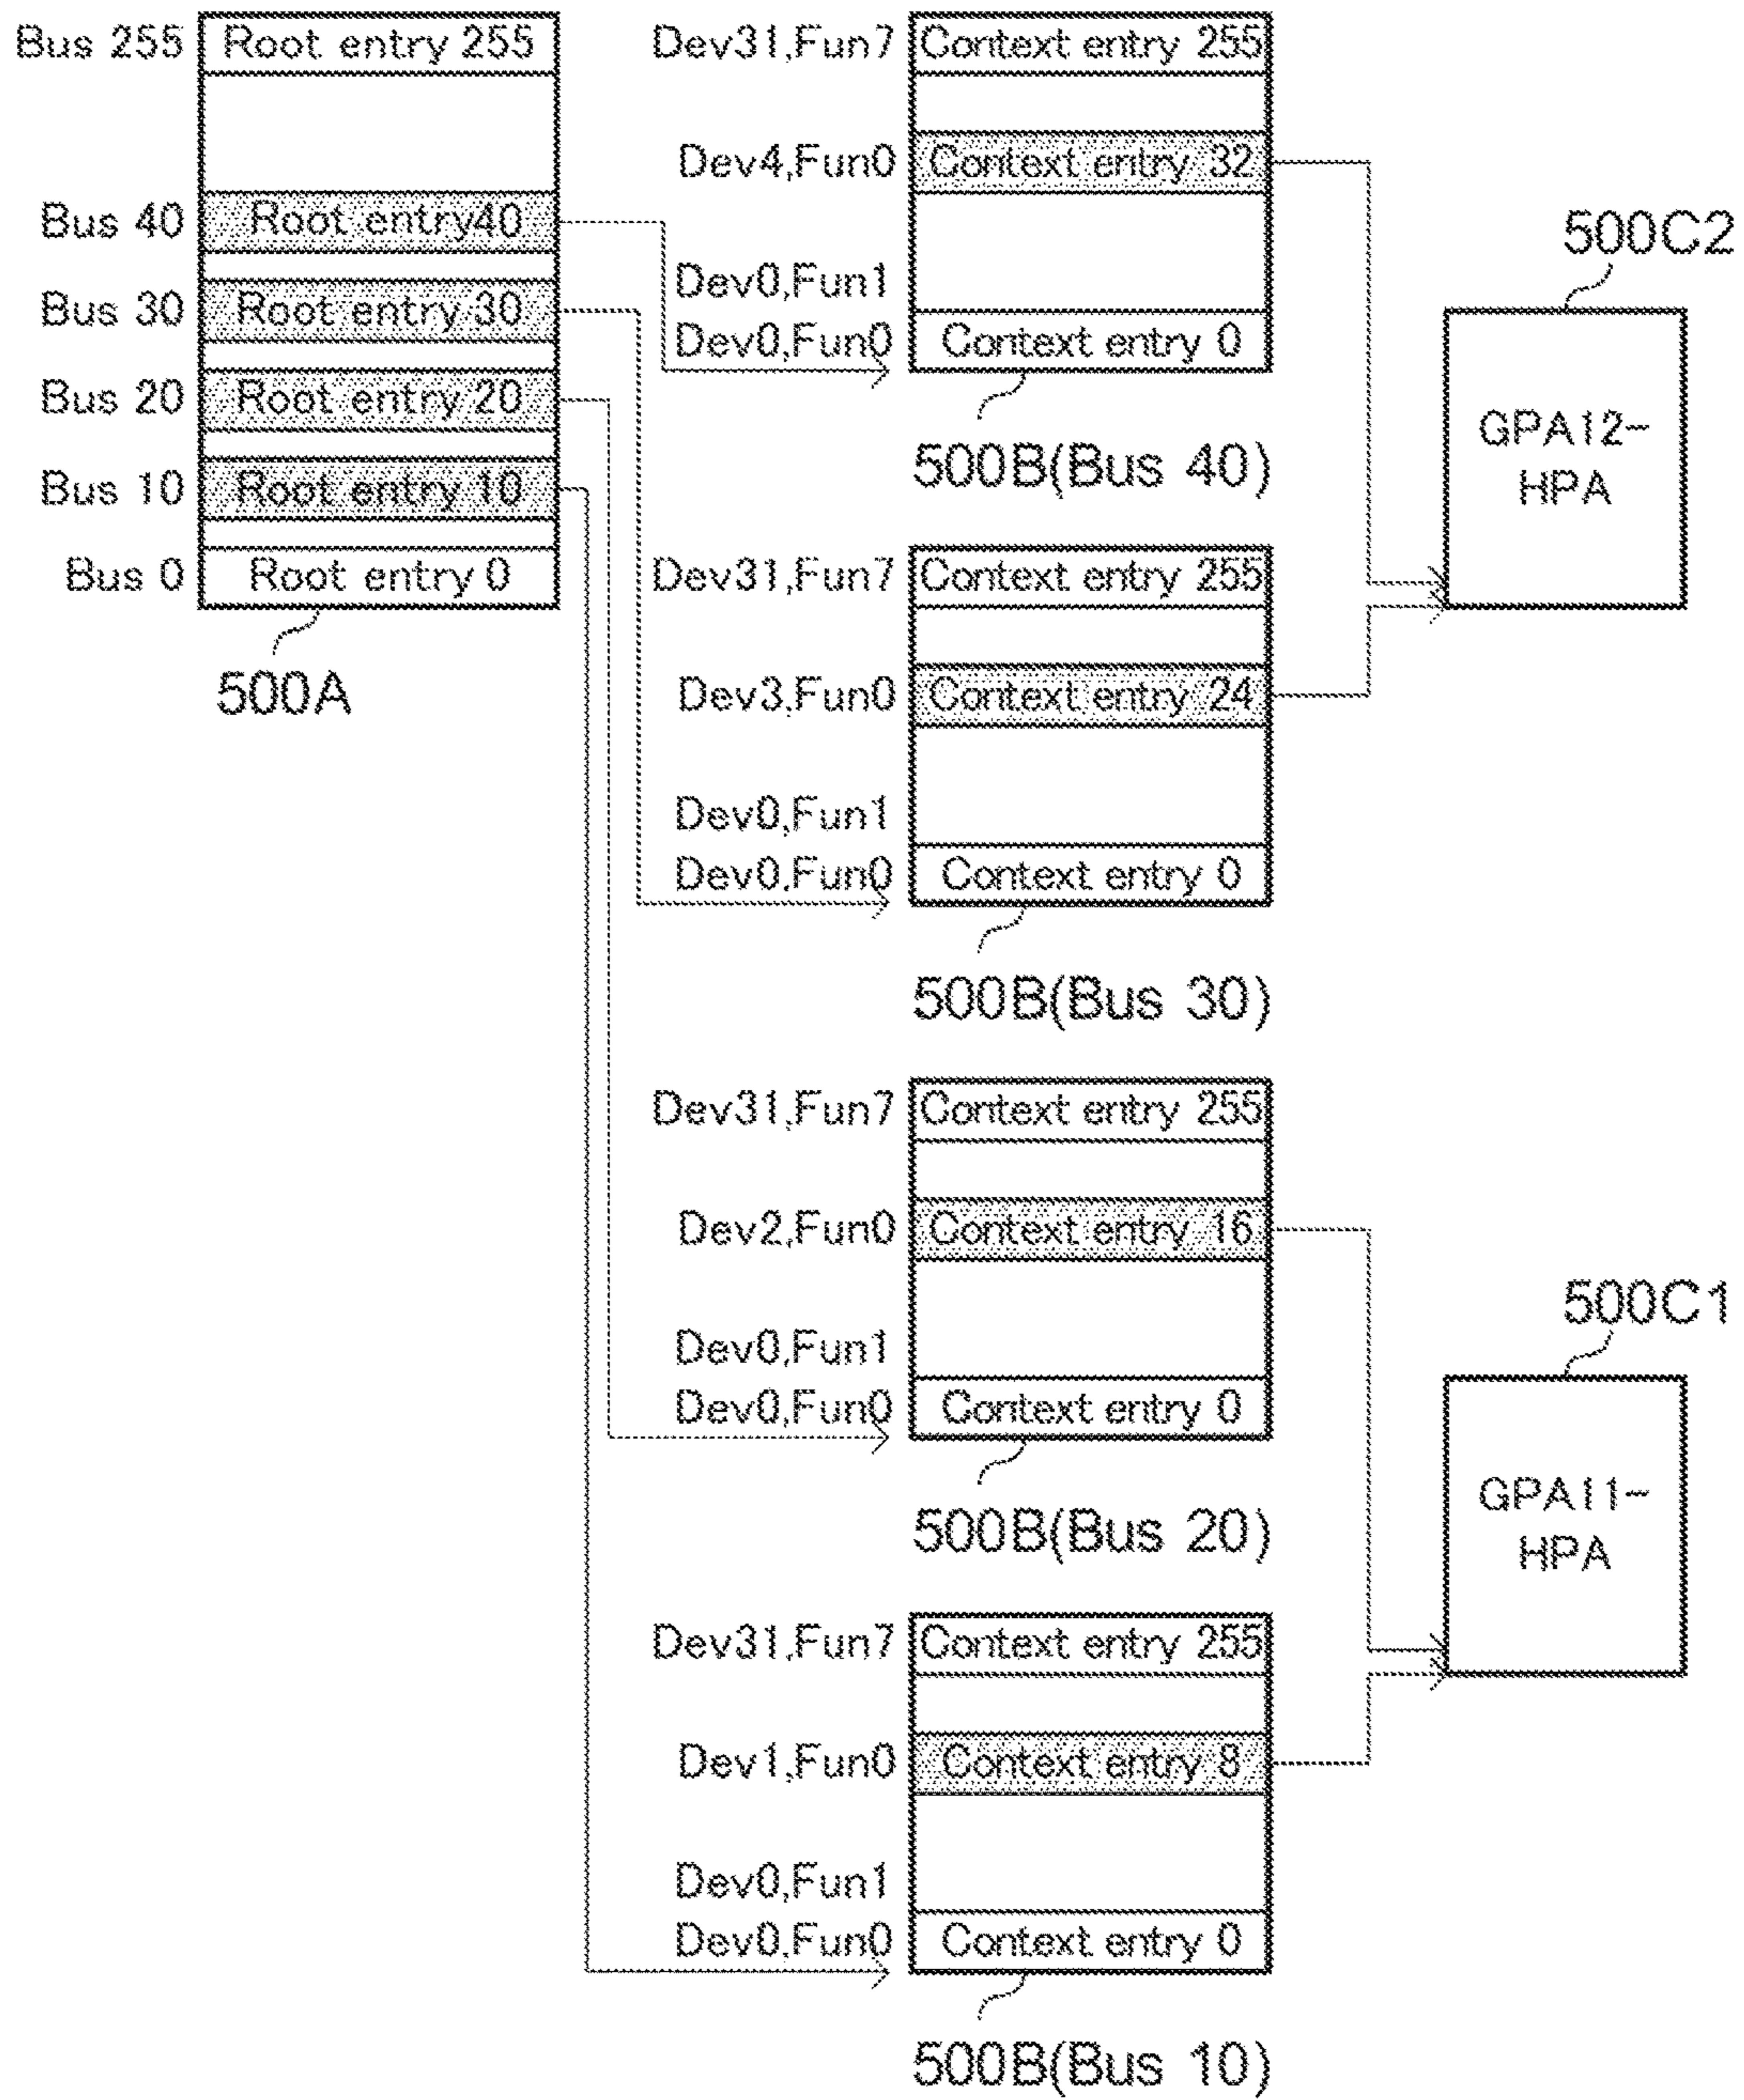 Bus 255 Root entry 255
Bus 40 Root entry40
Bus 30 Root entry 30
Bus 20 Root entry 20
Bus 10 Root entry 10
Bus 0 Root entry 0
500A
Dev31,Fun7 Context entry 255
Dev4,Fun0 Context entry 32
Dev0,Fun1
Dev0,Fun0 Context entry 0
500B(Bus 40)
Dev31,Fun7 Context entry 255
Dev3,Fun0 Context entry 24
Dev0,Fun1
Dev0,Fun0 Context entry 0
500B(Bus 30)
Dev31,Fun7 Context entry 255
Dev2,Fun0 Context entry 16
Dev0,Fun1
Dev0,Fun0 Context entry 0
500B(Bus 20)
Dev31,Fun7 Context entry 255
Dev1,Fun0 Context entry 8
Dev0,Fun1
Dev0,Fun0 Context entry 0
500B(Bus 10)
500C2
GPA12-
HPA
500C1
GPA11-
HPA